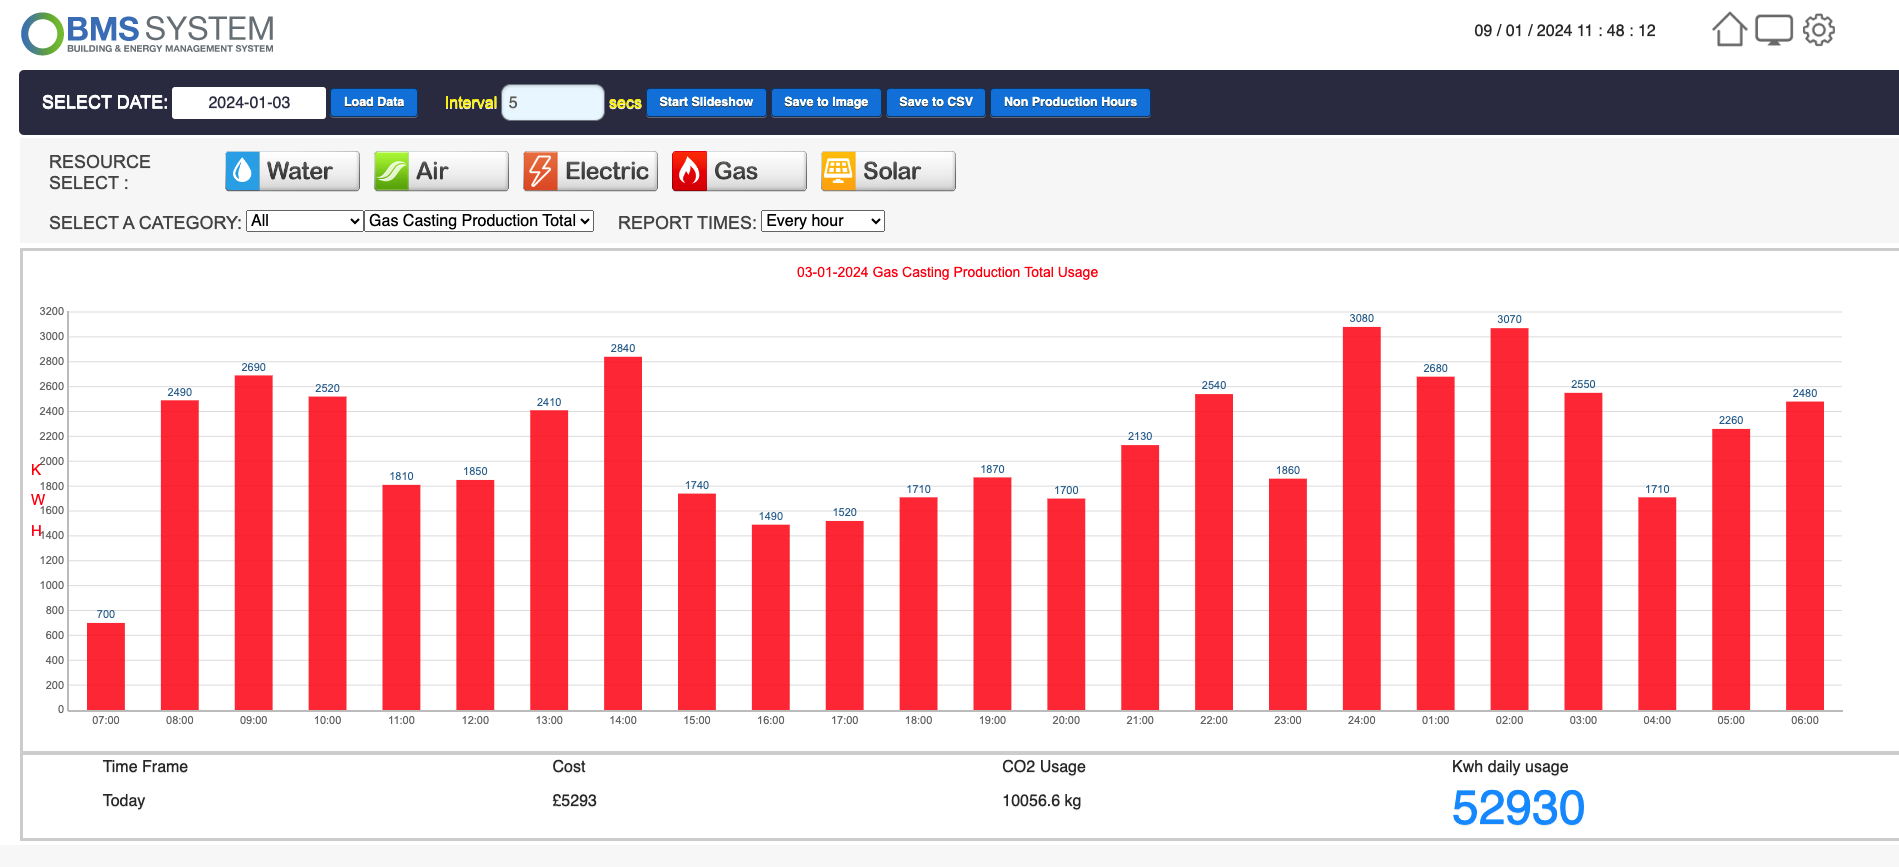 BMS SYSTEM
BUILDING & ENERGY MANAGEMENT SYSTEM
09 / 01 / 2024 11 : 48 : 12
SELECT DATE: 2024-01-03 Load Data Interval 5 secs Start Slideshow Save to Image Save to CSV Non Production Hours
RESOURCE
SELECT :
Water Air Electric Gas Solar
SELECT A CATEGORY: All Gas Casting Production Total REPORT TIMES: Every hour
03-01-2024 Gas Casting Production Total Usage
3200
3000
2800
2600
2400
2200
2000
1800
1600
1400
1200
1000
800
600
400
200
0
K
W
H
700 2490 2690 2520 1810 1850 2410 2840 1740 1490 1520 1710 1870 1700 2130 2540 1860 3080 2680 3070 2550 1710 2260 2480
07:00 08:00 09:00 10:00 11:00 12:00 13:00 14:00 15:00 16:00 17:00 18:00 19:00 20:00 21:00 22:00 23:00 24:00 01:00 02:00 03:00 04:00 05:00 06:00
Time Frame Cost CO2 Usage Kwh daily usage
Today £5293 10056.6 kg 52930